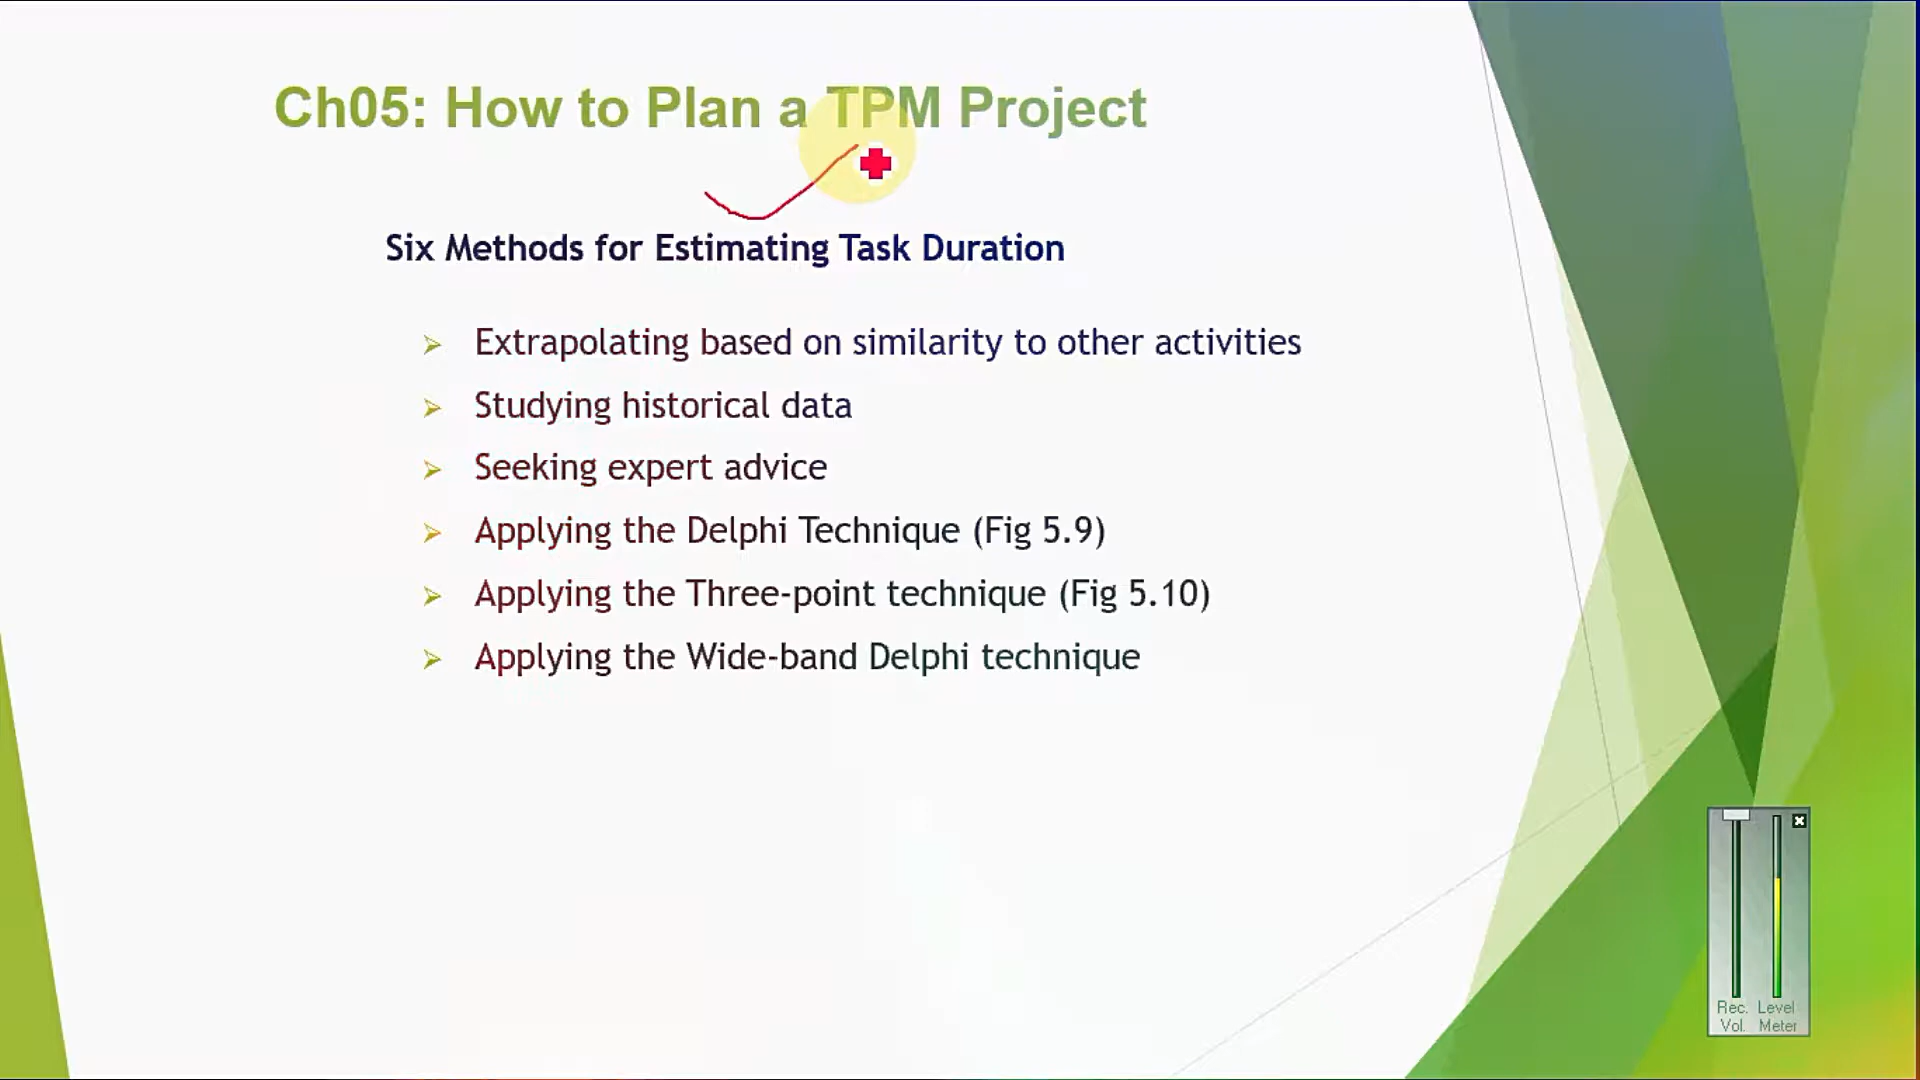 Ch05: How to Plan a TPM Project
Six Methods for Estimating Task Duration
Extrapolating based on similarity to other activities
Studying historical data
Seeking expert advice
Applying the Delphi Technique (Fig 5.9)
Applying the Three-point technique (Fig 5.10)
Applying the Wide-band Delphi technique
Rec. Level
Vol. Meter